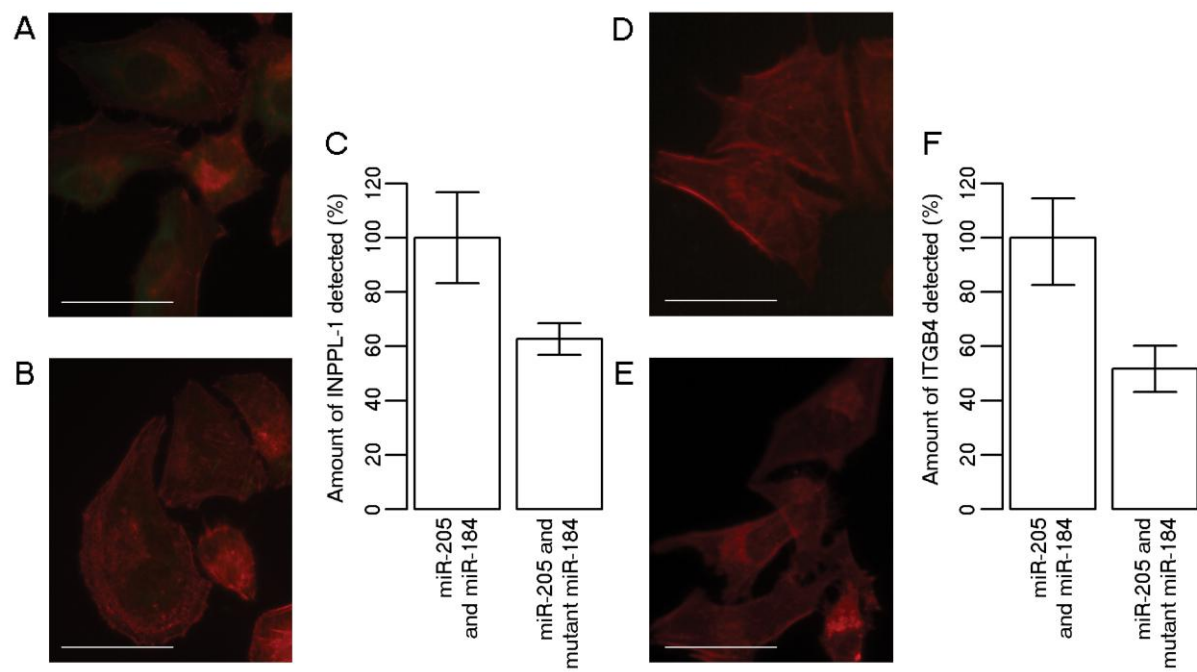 A
B
C
Amount of INPPL-1 detected (%)
120
100
80
60
40
20
0
miR-205
and miR-184
miR-205 and
mutant miR-184
D
E
F
Amount of ITGB4 detected (%)
120
100
80
60
40
20
0
miR-205
and miR-184
miR-205 and
mutant miR-184